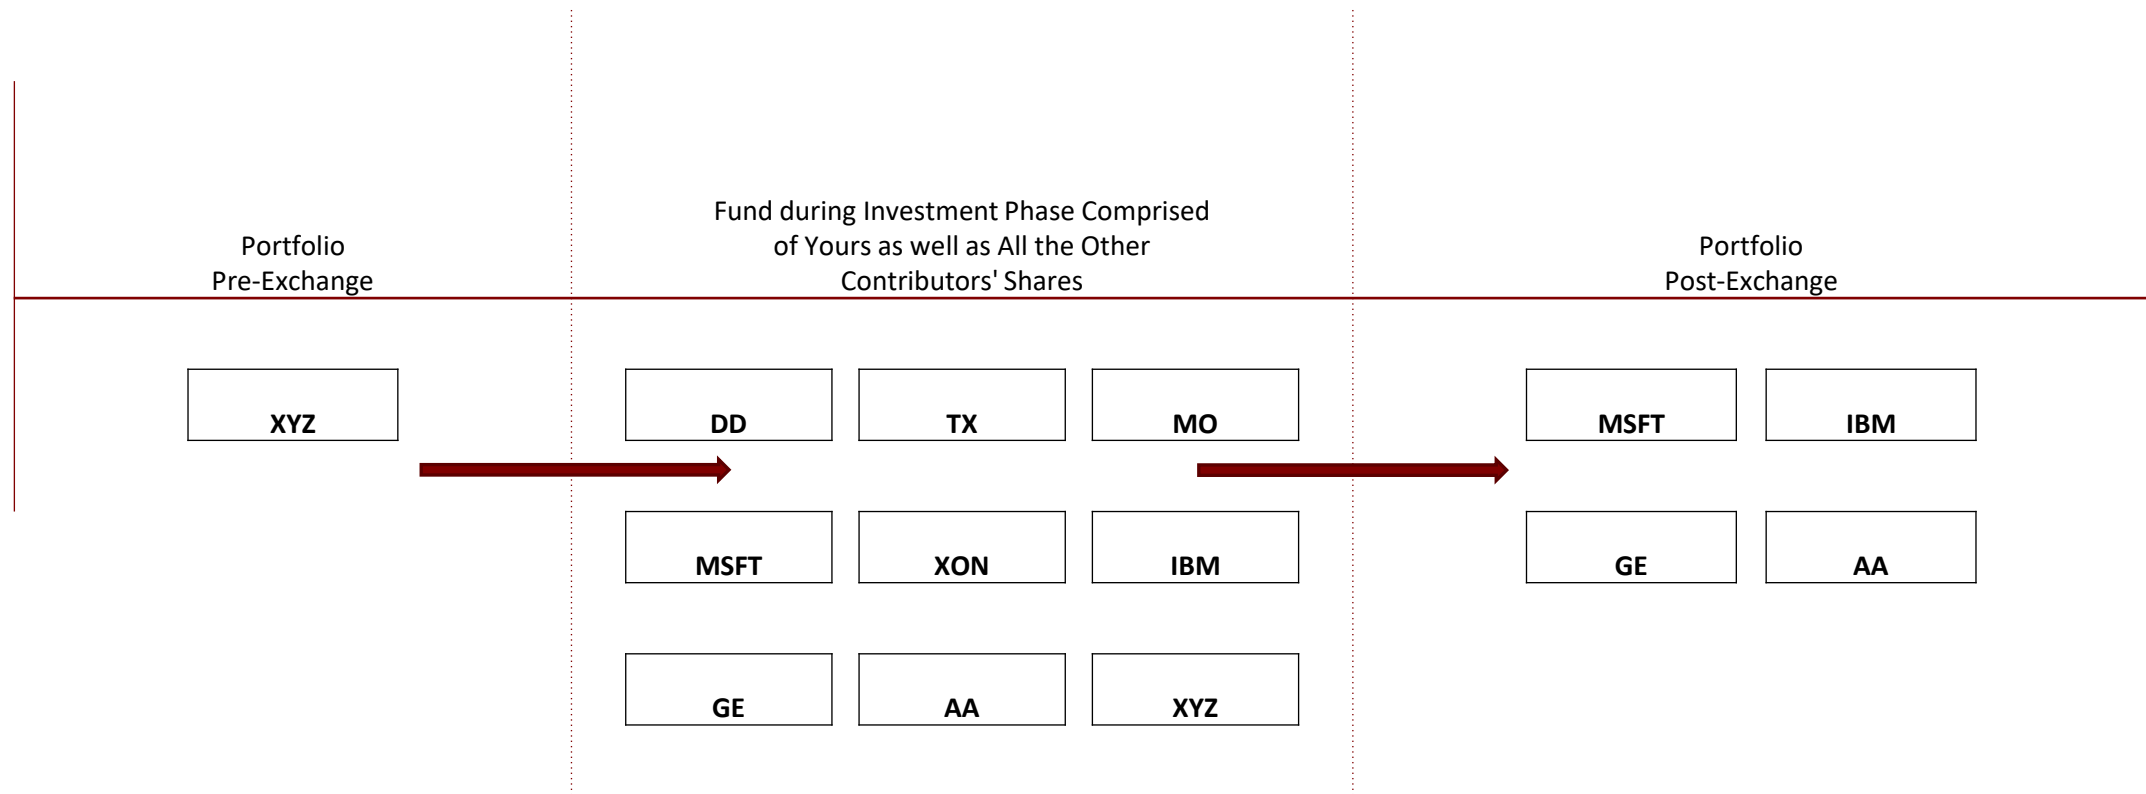 Portfolio
Pre-Exchange
Fund during Investment Phase Comprised
of Yours as well as All the Other
Contributors' Shares
Portfolio
Post-Exchange
XYZ
DD
TX
MO
MSFT
XON
IBM
GE
AA
XYZ
MSFT
IBM
GE
AA